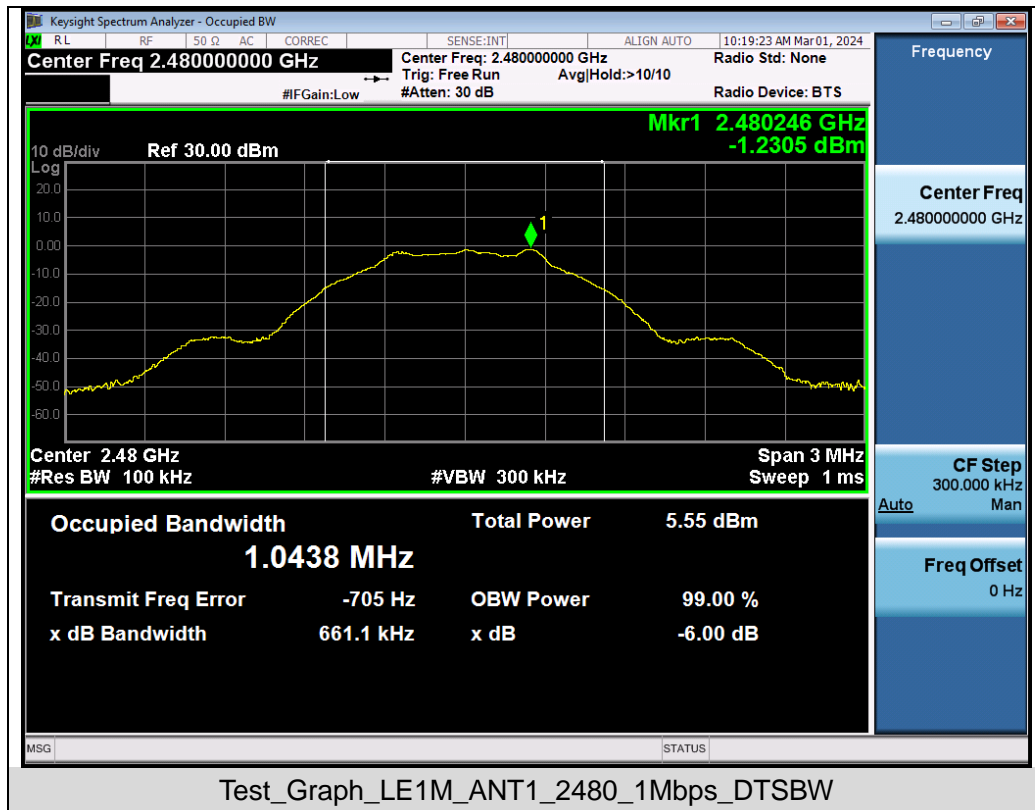 Keysight Spectrum Analyzer - Occupied BW
LXI RL RF 50 Ω AC CORREC SENSE:INT ALIGN AUTO 10:19:23 AM Mar 01, 2024
Center Freq 2.480000000 GHz
Center Freq: 2.480000000 GHz
Radio Std: None
Trig: Free Run Avg|Hold:>10/10
#IFGain:Low
#Atten: 30 dB
Radio Device: BTS
Mkr1 2.480246 GHz
-1.2305 dBm
10 dB/div Ref 30.00 dBm
Log
20.0
10.0
0.00
-10.0
-20.0
-30.0
-40.0
-50.0
-60.0
1
Center 2.48 GHz Span 3 MHz
#Res BW 100 kHz #VBW 300 kHz Sweep 1 ms
Occupied Bandwidth Total Power 5.55 dBm
1.0438 MHz
Transmit Freq Error -705 Hz OBW Power 99.00 %
x dB Bandwidth 661.1 kHz x dB -6.00 dB
Frequency
Center Freq
2.480000000 GHz
CF Step
300.000 kHz
Auto Man
Freq Offset
0 Hz
MSG STATUS
Test_Graph_LE1M_ANT1_2480_1Mbps_DTSBW